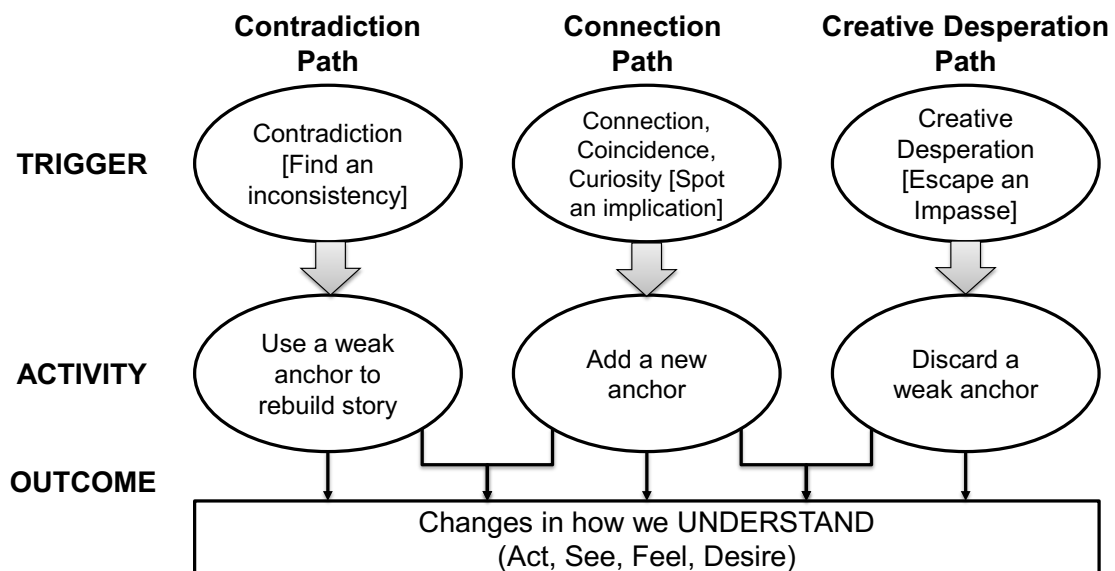 Contradiction
Path
Connection
Path
Creative Desperation
Path
TRIGGER
Contradiction
[Find an
inconsistency]
Connection,
Coincidence,
Curiosity [Spot
an implication]
Creative
Desperation
[Escape an
Impasse]
ACTIVITY
Use a weak
anchor to
rebuild story
Add a new
anchor
Discard a
weak anchor
OUTCOME
Changes in how we UNDERSTAND
(Act, See, Feel, Desire)